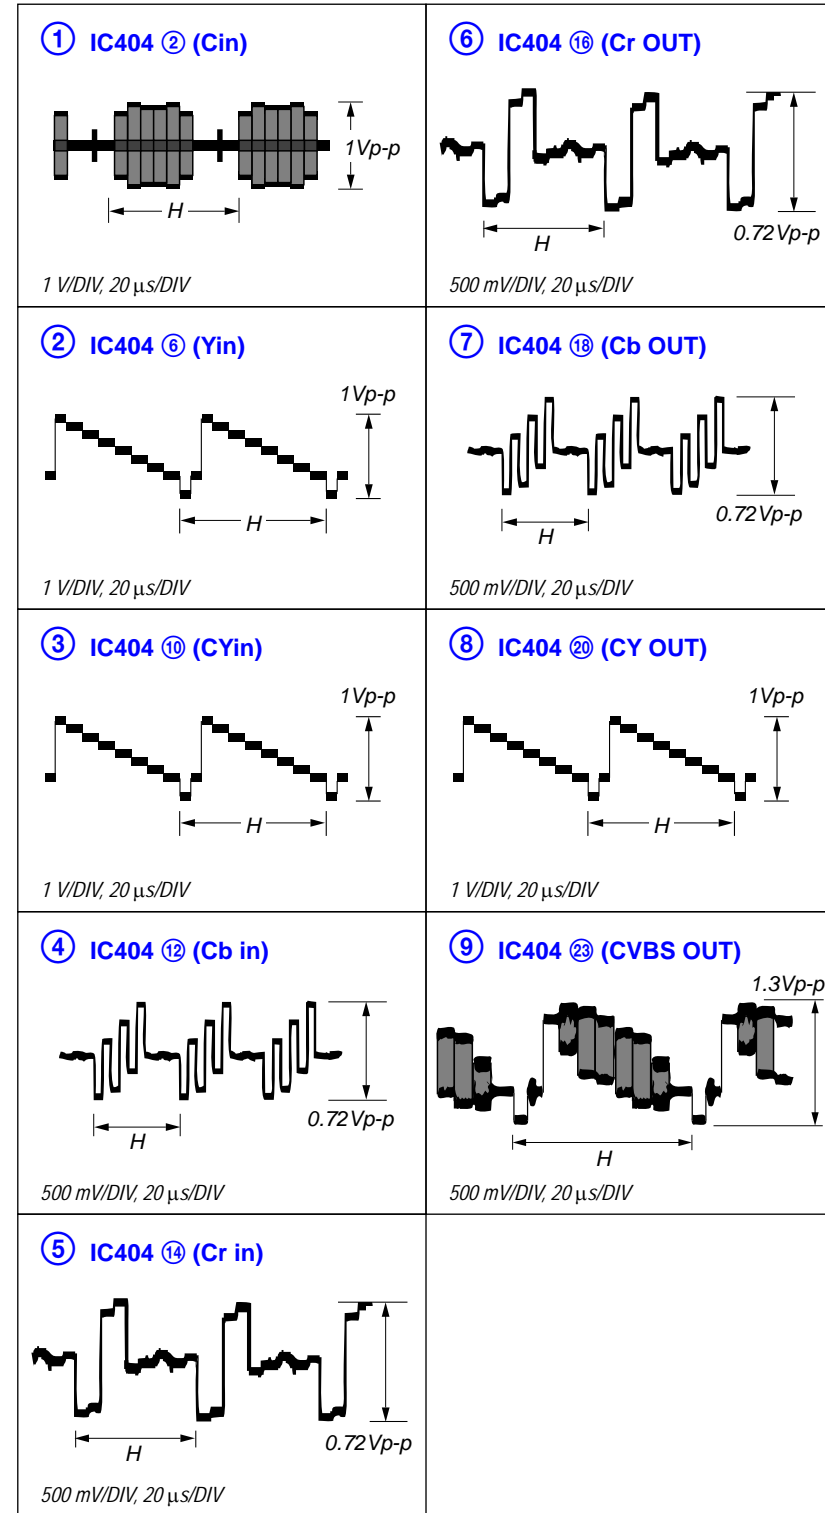 ① IC404 ② (Cin)
1Vp-p
H
1 V/DIV, 20 µs/DIV
② IC404 ⑥ (Yin)
1Vp-p
H
1 V/DIV, 20 µs/DIV
③ IC404 ⑩ (CYin)
1Vp-p
H
1 V/DIV, 20 µs/DIV
④ IC404 ⑫ (Cb in)
0.72Vp-p
H
500 mV/DIV, 20 µs/DIV
⑤ IC404 ⑭ (Cr in)
0.72Vp-p
H
500 mV/DIV, 20 µs/DIV
⑥ IC404 ⑯ (Cr OUT)
0.72Vp-p
H
500 mV/DIV, 20 µs/DIV
⑦ IC404 ⑱ (Cb OUT)
0.72Vp-p
H
500 mV/DIV, 20 µs/DIV
⑧ IC404 ⑳ (CY OUT)
1Vp-p
H
1 V/DIV, 20 µs/DIV
⑨ IC404 ㉓ (CVBS OUT)
1.3Vp-p
H
500 mV/DIV, 20 µs/DIV